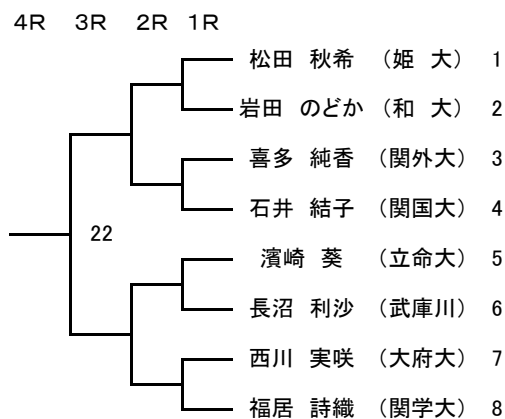 4R 3R 2R 1R
松田 秋希 （姫 大） 1
岩田 のどか （和 大） 2
喜多 純香 （関外大） 3
石井 結子 （関国大） 4
22
濱崎 葵 （立命大） 5
長沼 利沙 （武庫川） 6
西川 実咲 （大府大） 7
福居 詩織 （関学大） 8